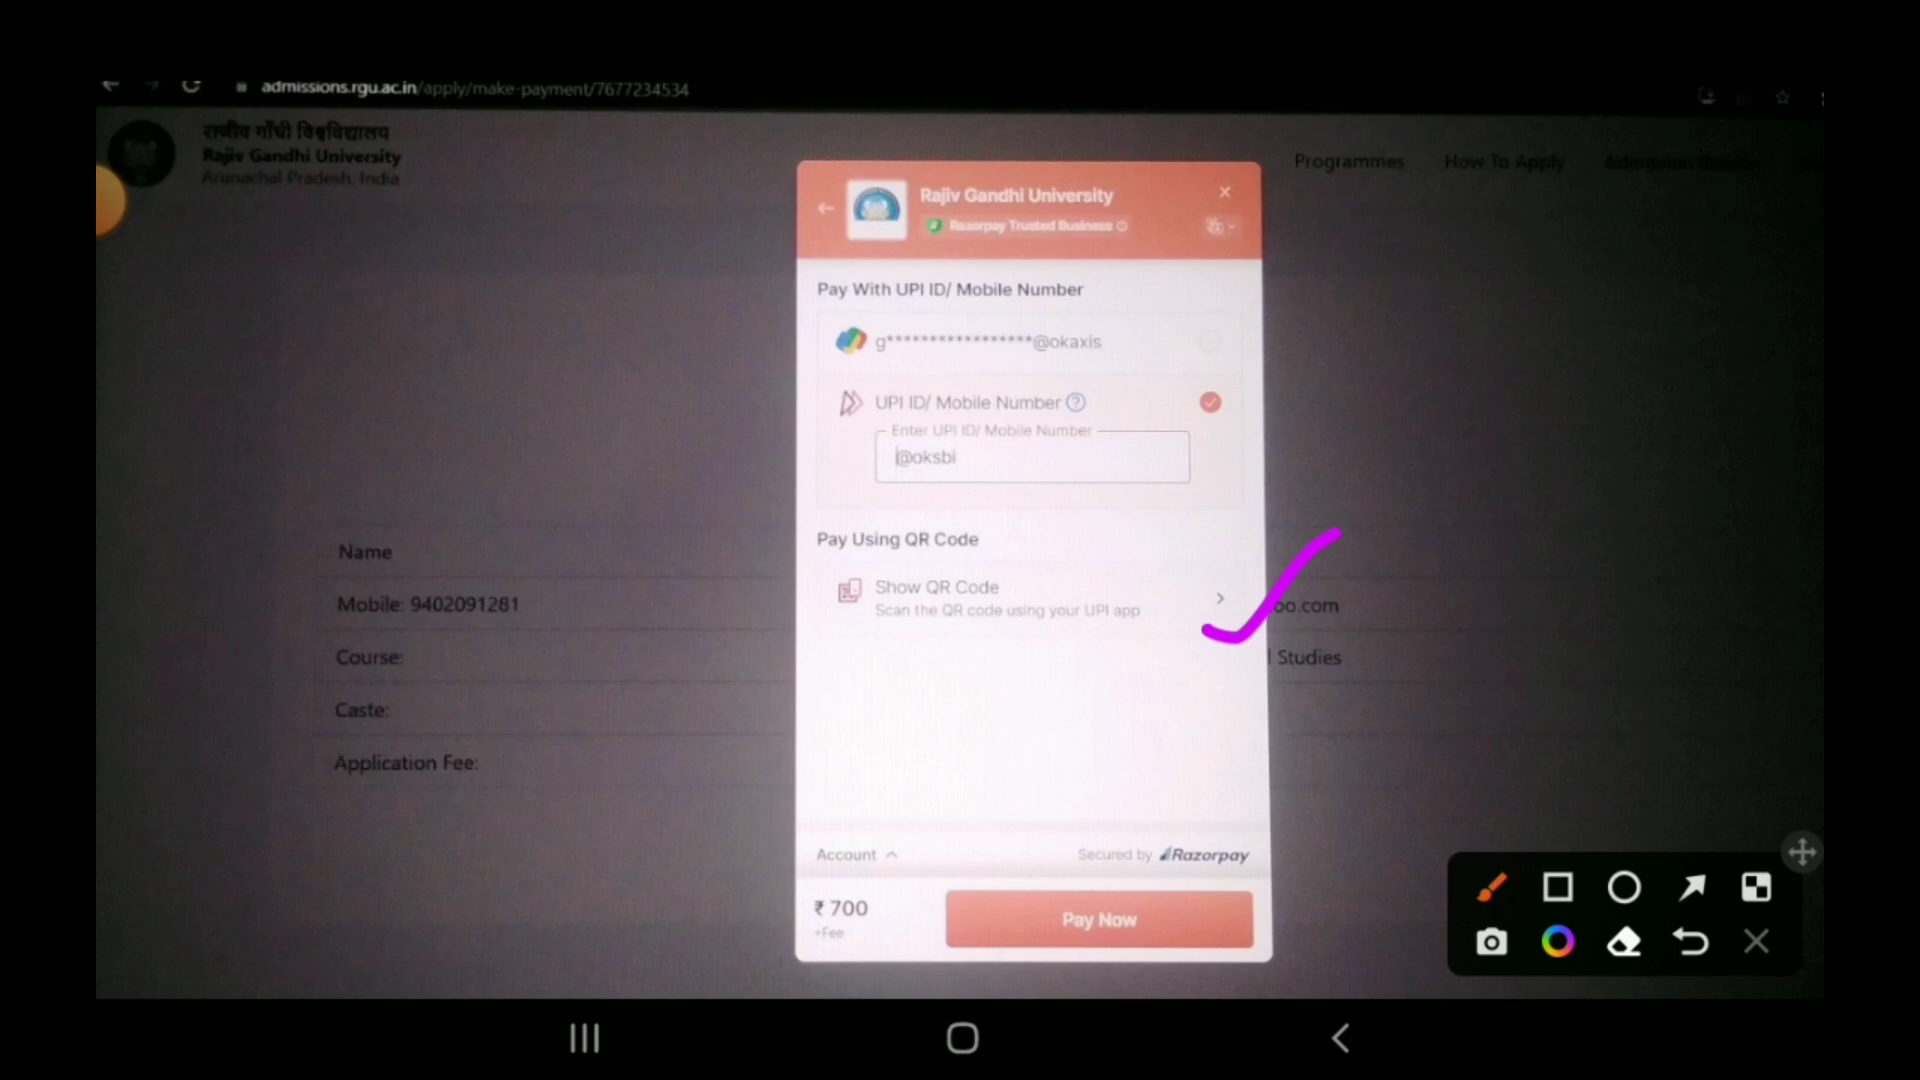 admissions.rgu.ac.in/apply/make-payment/7677234534
राजीव गाँधी विश्वविद्यालय
Rajiv Gandhi University
Arunachal Pradesh, India
Programmes
How To Apply
Rajiv Gandhi University
Razorpay Trusted Business
Pay With UPI ID/ Mobile Number
g*****************@okaxis
UPI ID/ Mobile Number
Enter UPI ID/ Mobile Number
@oksbi
Pay Using QR Code
Show QR Code
Scan the QR code using your UPI app
Name
Mobile: 9402091281
oo.com
Course:
l Studies
Caste:
Application Fee:
Account
Secured by Razorpay
₹ 700
+Fee
Pay Now